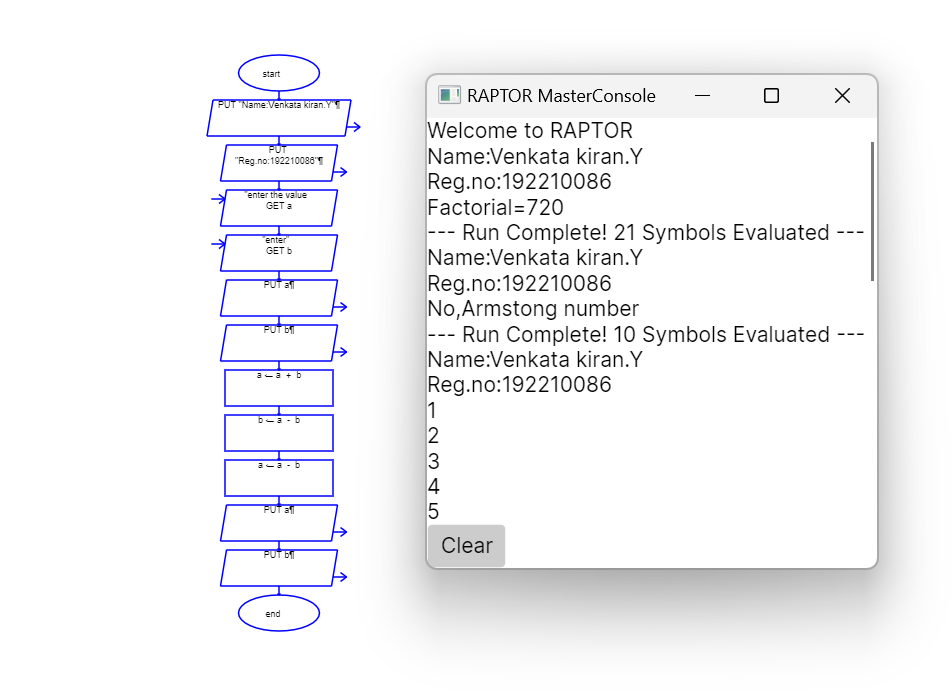 start
PUT "Name:Venkata kiran.Y"¶
PUT
"Reg.no:192210086"¶
"enter the value
GET a
"enter"
GET b
PUT a¶
PUT b¶
a ← a + b
b ← a - b
a ← a - b
PUT a¶
PUT b¶
end
RAPTOR MasterConsole
Welcome to RAPTOR
Name:Venkata kiran.Y
Reg.no:192210086
Factorial=720
--- Run Complete! 21 Symbols Evaluated ---
Name:Venkata kiran.Y
Reg.no:192210086
No,Armstong number
--- Run Complete! 10 Symbols Evaluated ---
Name:Venkata kiran.Y
Reg.no:192210086
1
2
3
4
5
Clear